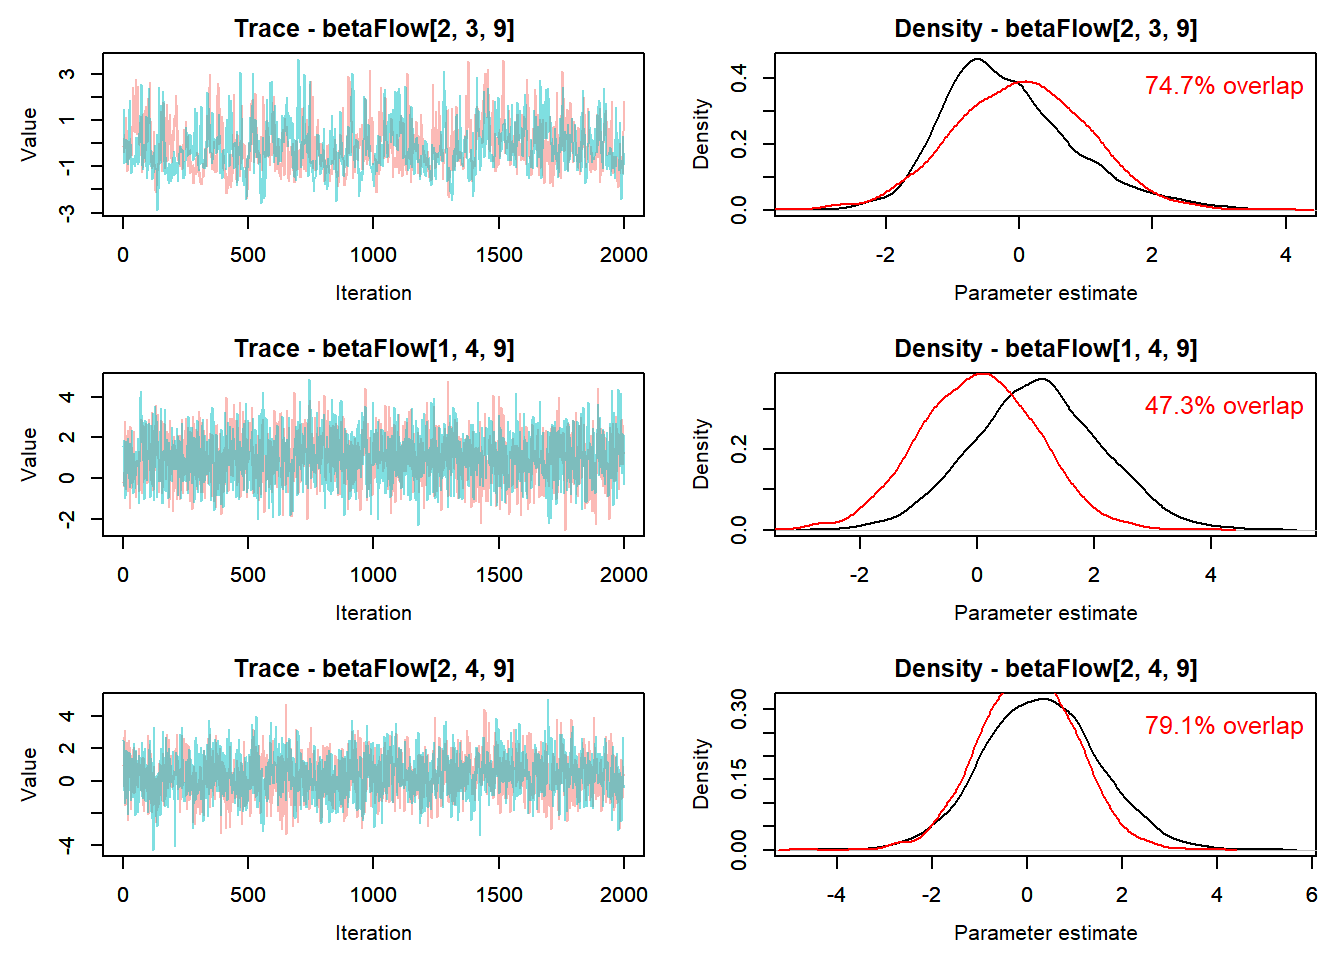 Trace - betaFlow[2, 3, 9]
Value
3
1
-1
-3
0 500 1000 1500 2000
Iteration
Density - betaFlow[2, 3, 9]
Density
0.4
0.2
0.0
74.7% overlap
-2 0 2 4
Parameter estimate
Trace - betaFlow[1, 4, 9]
Value
4
2
0
-2
0 500 1000 1500 2000
Iteration
Density - betaFlow[1, 4, 9]
Density
0.2
0.0
47.3% overlap
-2 0 2 4
Parameter estimate
Trace - betaFlow[2, 4, 9]
Value
4
2
0
-4
0 500 1000 1500 2000
Iteration
Density - betaFlow[2, 4, 9]
Density
0.30
0.15
0.00
79.1% overlap
-4 -2 0 2 4 6
Parameter estimate